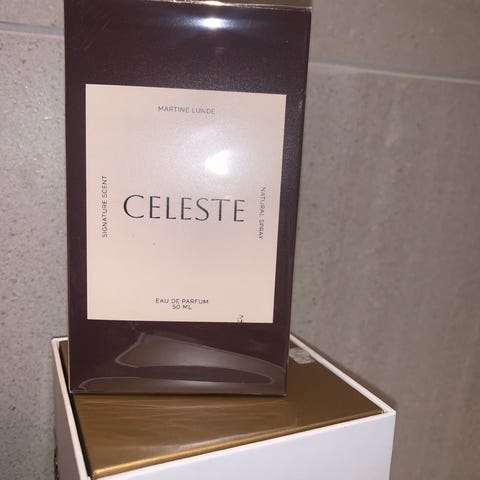 MARTINE LUNDE
SIGNATURE SCENT
CELESTE
NATURAL SPRAY
EAU DE PARFUM
50 ML